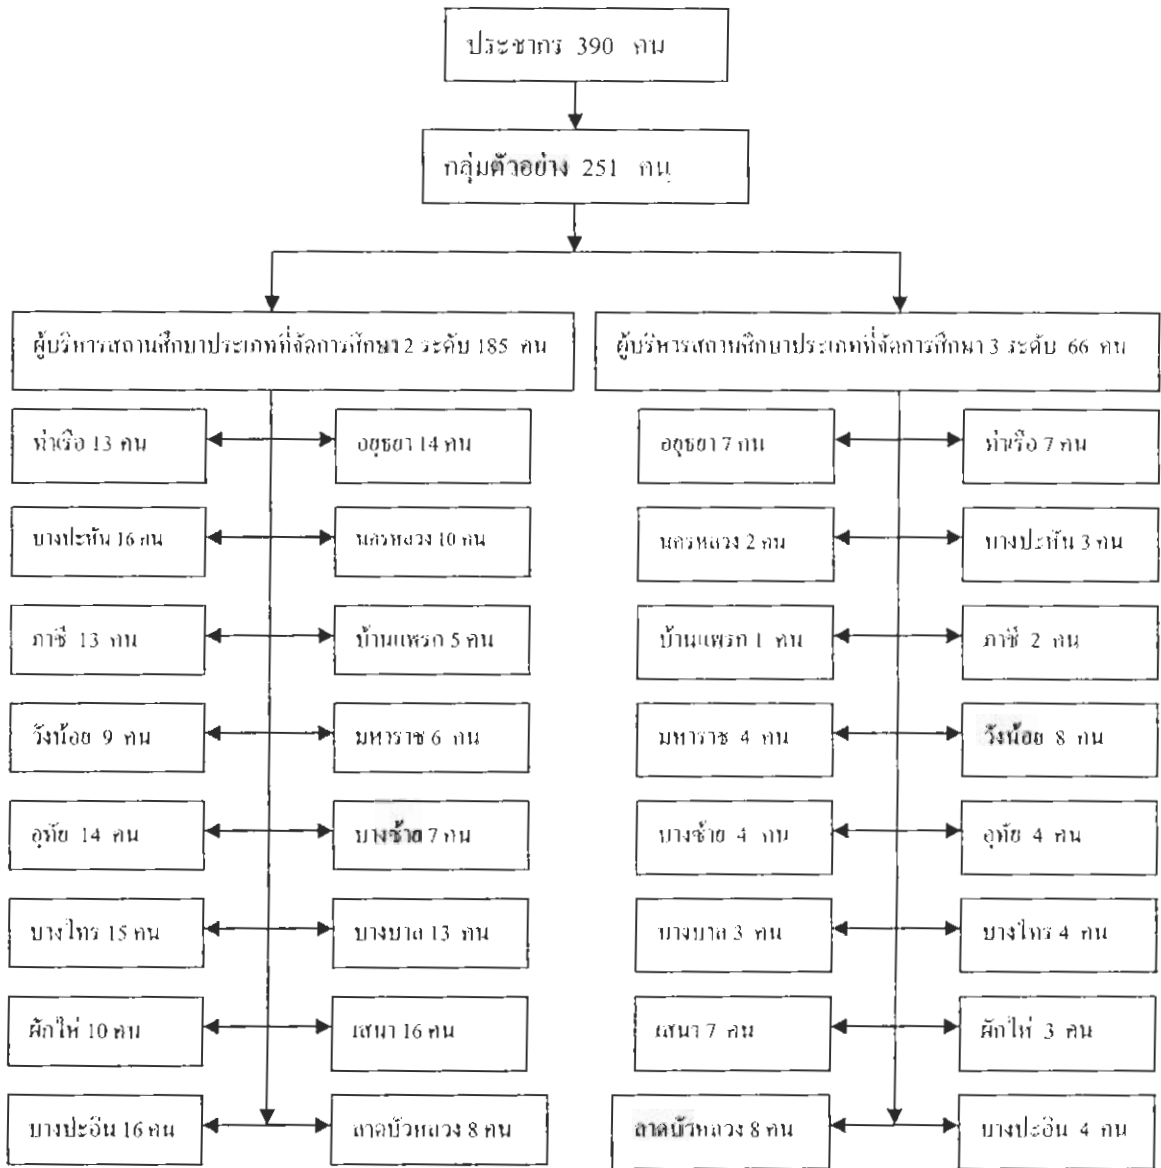 ประชากร 390 คน
กลุ่มตัวอย่าง 251 คน
ผู้บริหารสถานศึกษาประเภทที่จัดการศึกษา 2 ระดับ 185 คน
ผู้บริหารสถานศึกษาประเภทที่จัดการศึกษา 3 ระดับ 66 คน
ท่าเรือ 13 คน
อยุธยา 14 คน
อยุธยา 7 คน
ท่าเรือ 7 คน
บางปะหัน 16 คน
นครหลวง 10 คน
นครหลวง 2 คน
บางปะหัน 3 คน
ภาชี 13 คน
บ้านแพรก 5 คน
บ้านแพรก 1 คน
ภาชี 2 คน
วังน้อย 9 คน
มหาราช 6 คน
มหาราช 4 คน
วังน้อย 8 คน
อุทัย 14 คน
บางซ้าย 7 คน
บางซ้าย 4 คน
อุทัย 4 คน
บางไทร 15 คน
บางบาล 13 คน
บางบาล 3 คน
บางไทร 4 คน
ผักไห่ 10 คน
เสนา 16 คน
เสนา 7 คน
ผักไห่ 3 คน
บางปะอิน 16 คน
ลาดบัวหลวง 8 คน
ลาดบัวหลวง 8 คน
บางปะอิน 4 คน